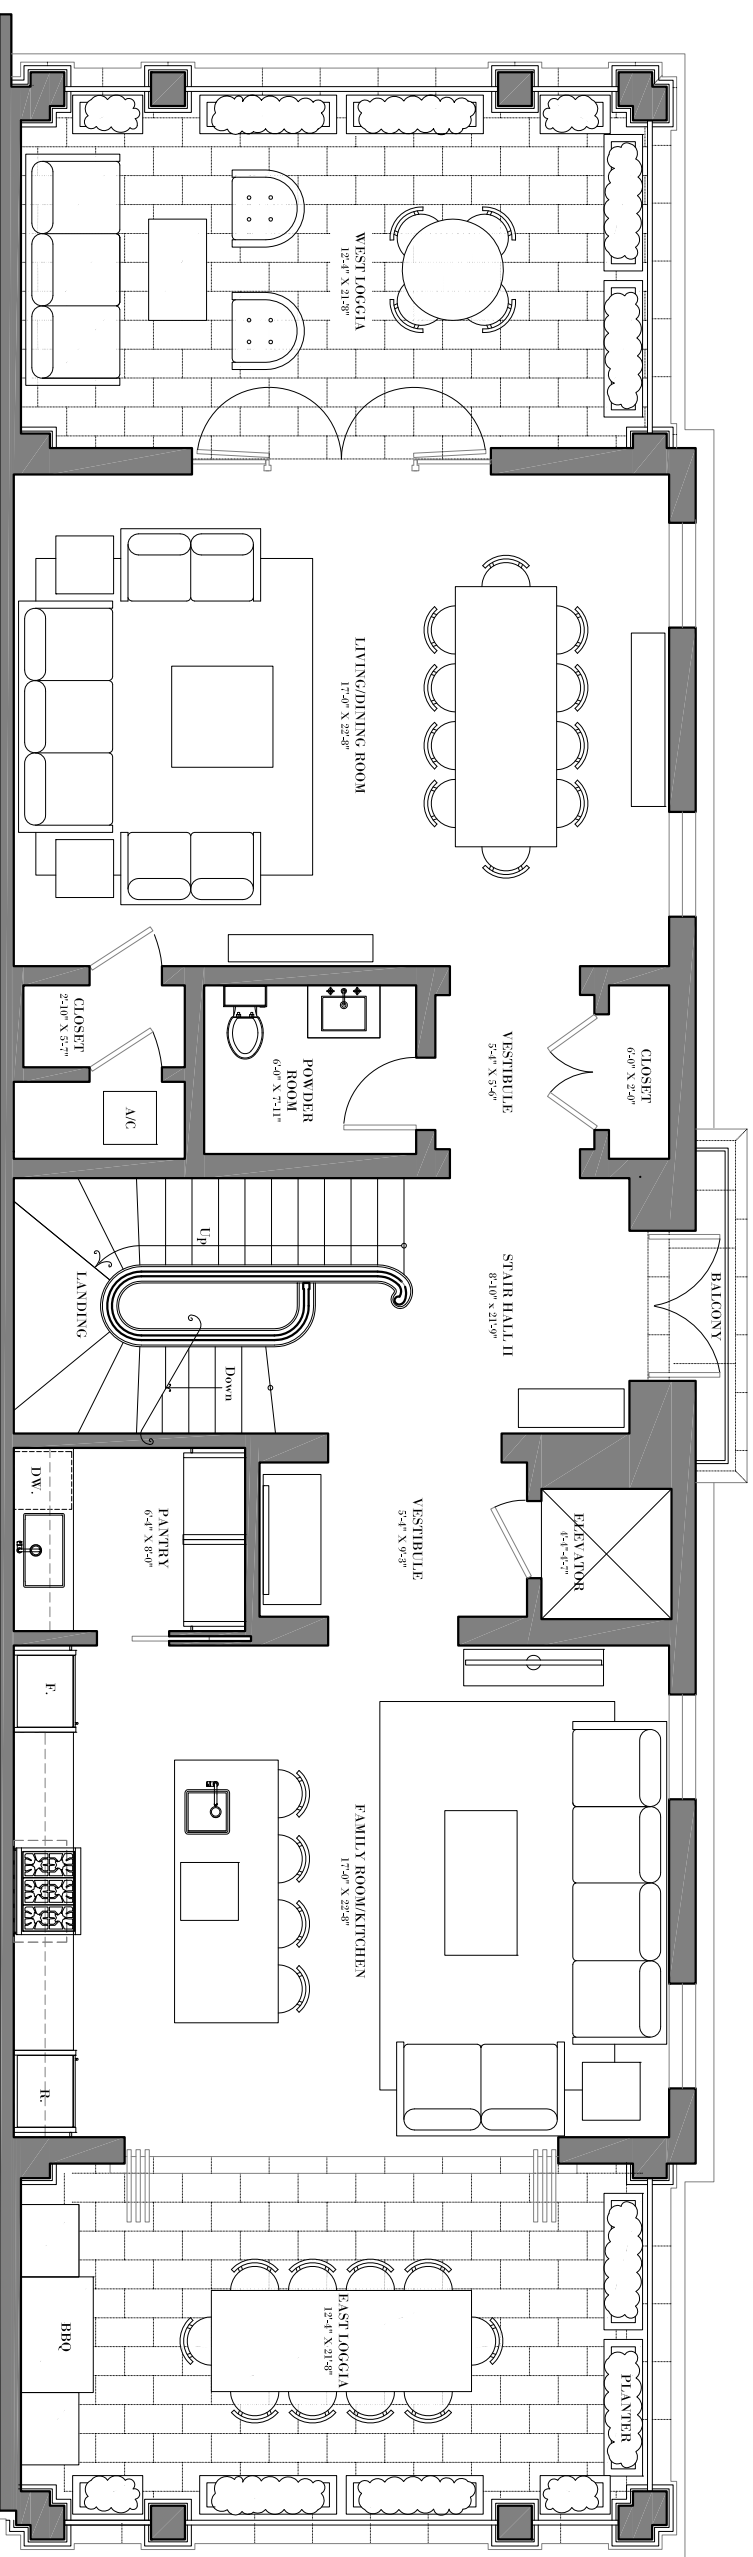 WEST LOGGIA
12'-4" X 21'-8"
LIVING/DINING ROOM
17'-0" X 22'-8"
CLOSET
2'-10" X 5'-7"
A/C
POWDER
ROOM
6'-0" X 7'-11"
VESTIBULE
5'-4" X 5'-6"
CLOSET
6'-0" X 2'-0"
Up
LANDING
Down
STAIR HALL II
8'-10" x 21'-9"
BALCONY
DW.
PANTRY
6'-4" X 8'-0"
VESTIBULE
5'-4" X 9'-3"
ELEVATOR
4'-4"-4'-7"
F.
FAMILY ROOM/KITCHEN
17'-0" X 22'-8"
R.
BBQ
EAST LOGGIA
12'-4" X 21'-8"
PLANTER